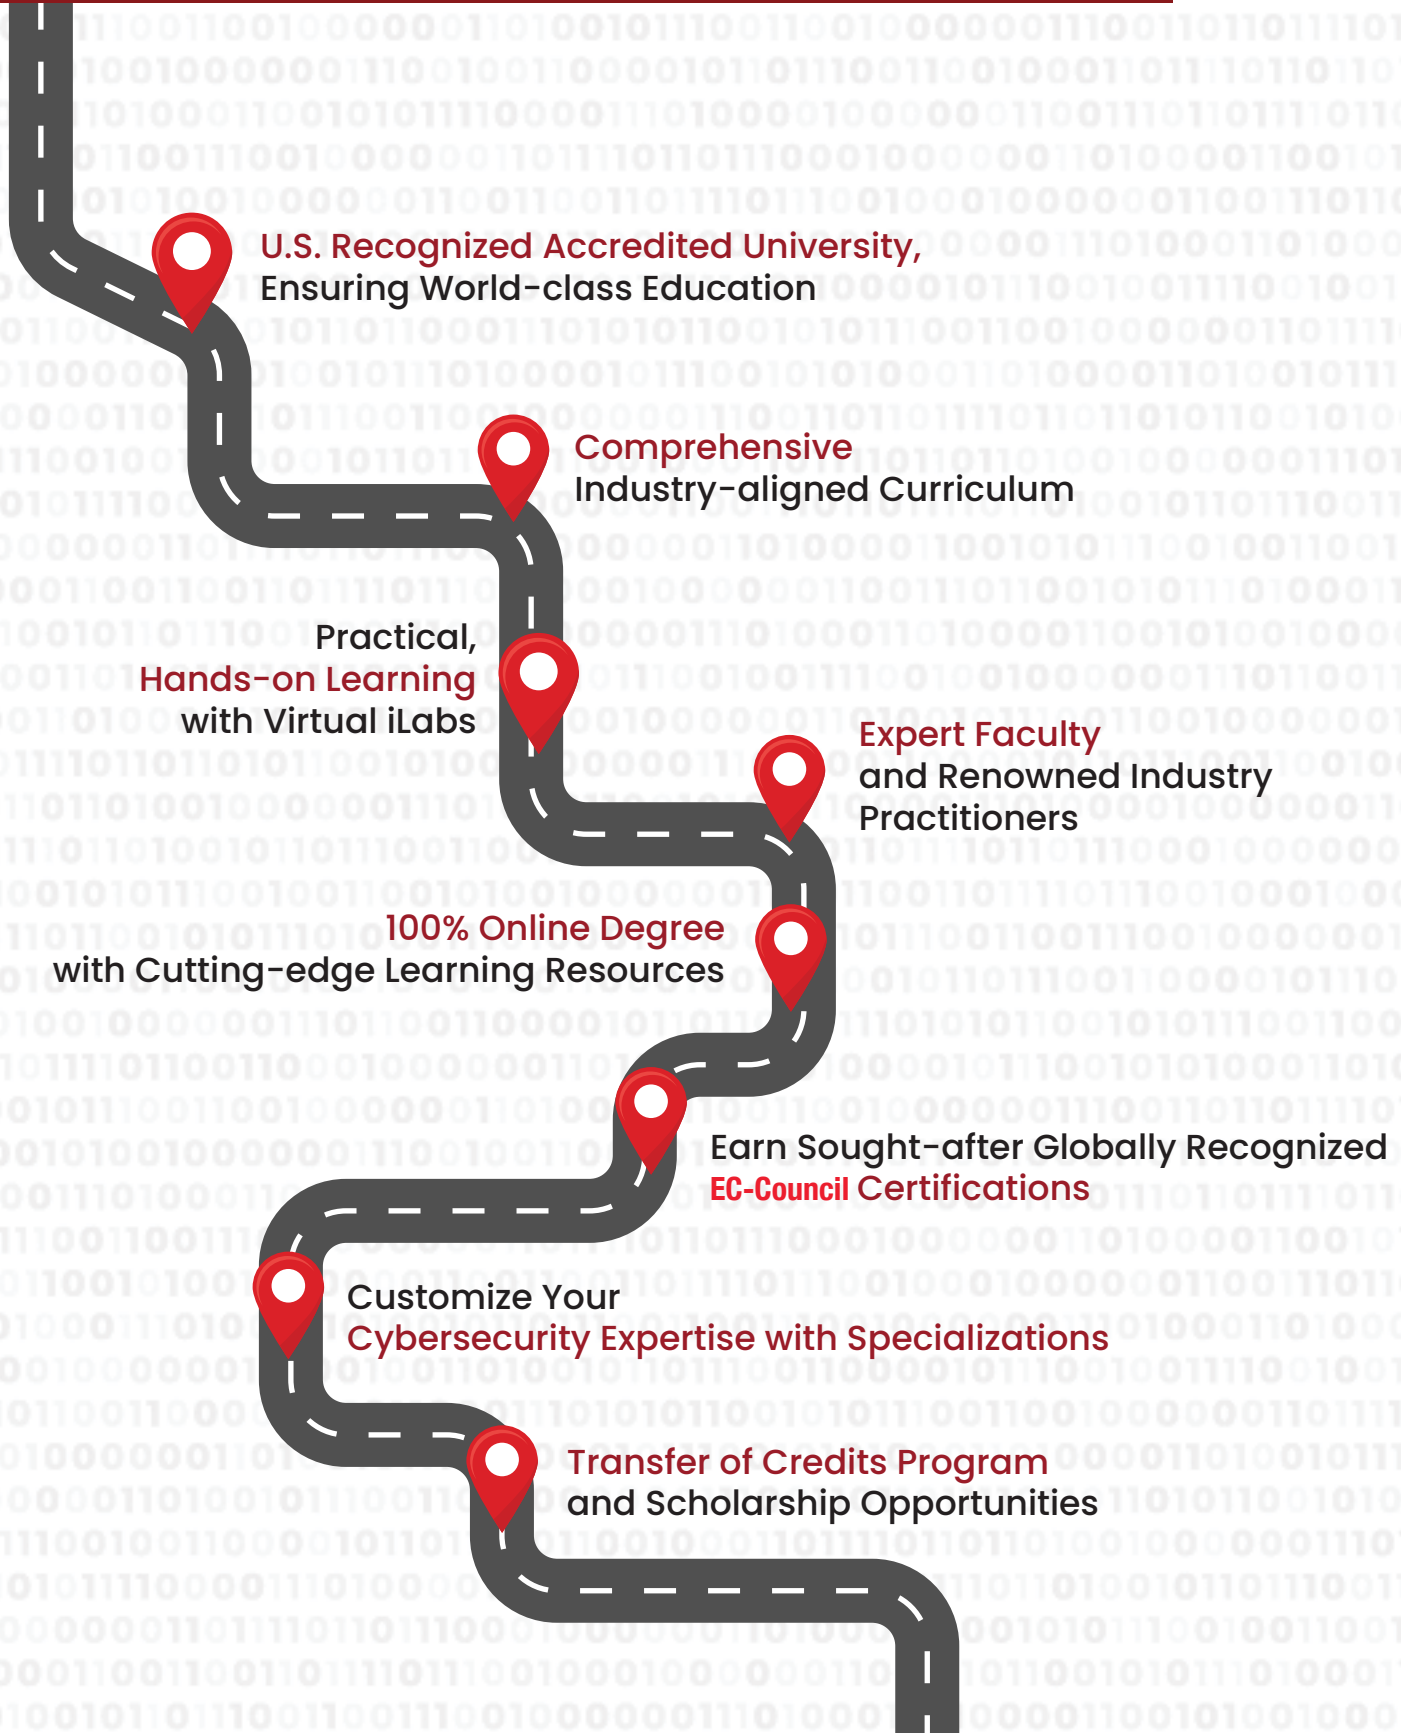 U.S. Recognized Accredited University,
Ensuring World-class Education
Comprehensive
Industry-aligned Curriculum
Practical,
Hands-on Learning
with Virtual iLabs
Expert Faculty
and Renowned Industry
Practitioners
100% Online Degree
with Cutting-edge Learning Resources
Earn Sought-after Globally Recognized
EC-Council Certifications
Customize Your
Cybersecurity Expertise with Specializations
Transfer of Credits Program
and Scholarship Opportunities